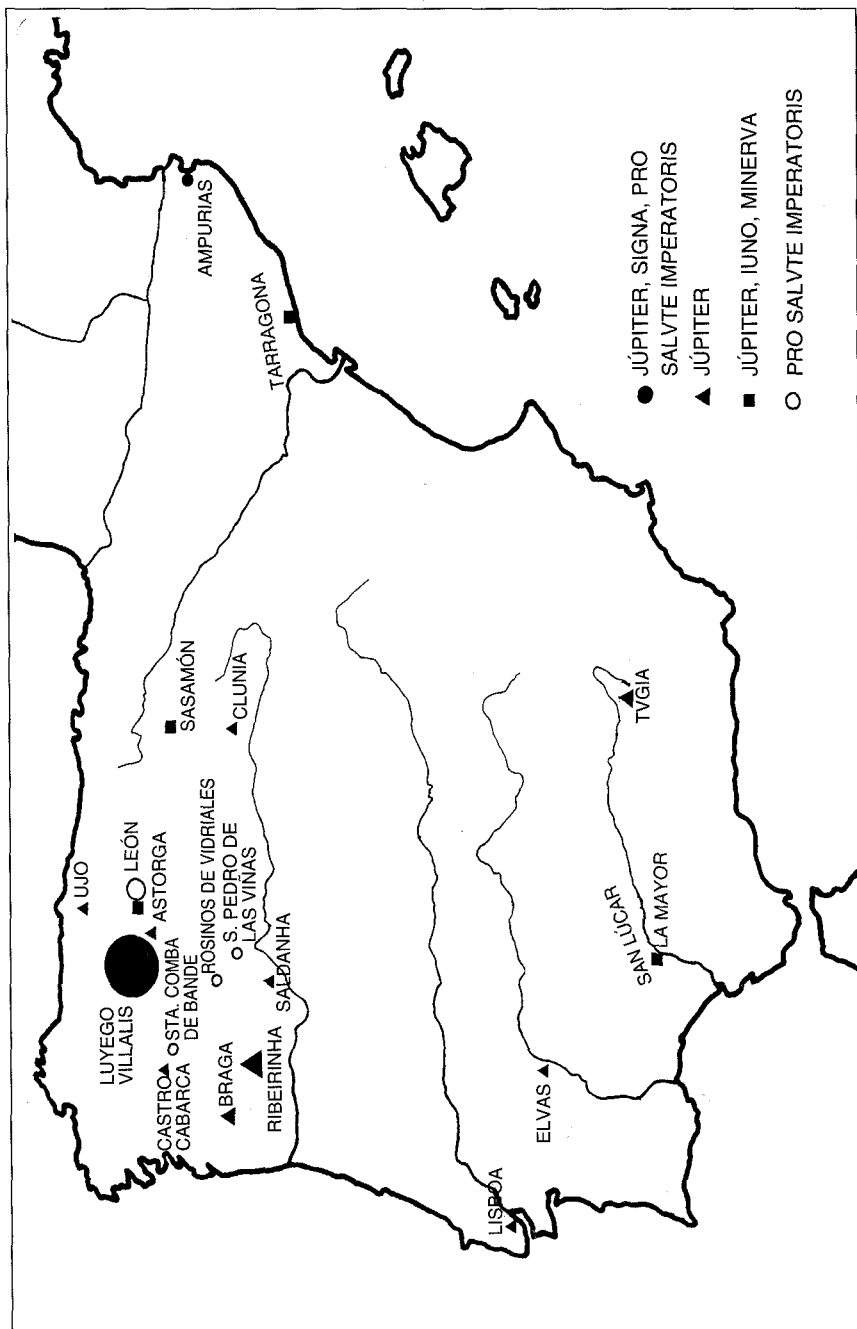 UJO
LEÓN
ASTORGA
LUYEGO
VILLALIS
STA. COMBA
DE BANDE
CASTRO
CABARCA
SASAMÓN
CLUNIA
ROSINOS DE VIDRIALES
S. PEDRO DE
LAS VIÑAS
SALDANHA
BRAGA
RIBEIRINHA
AMPURIAS
TARRAGONA
LISBOA
ELVAS
SAN LÚCAR
LA MAYOR
TVGIA
JÚPITER, SIGNA, PRO
SALVTE IMPERATORIS
JÚPITER
JÚPITER, IUNO, MINERVA
PRO SALVTE IMPERATORIS